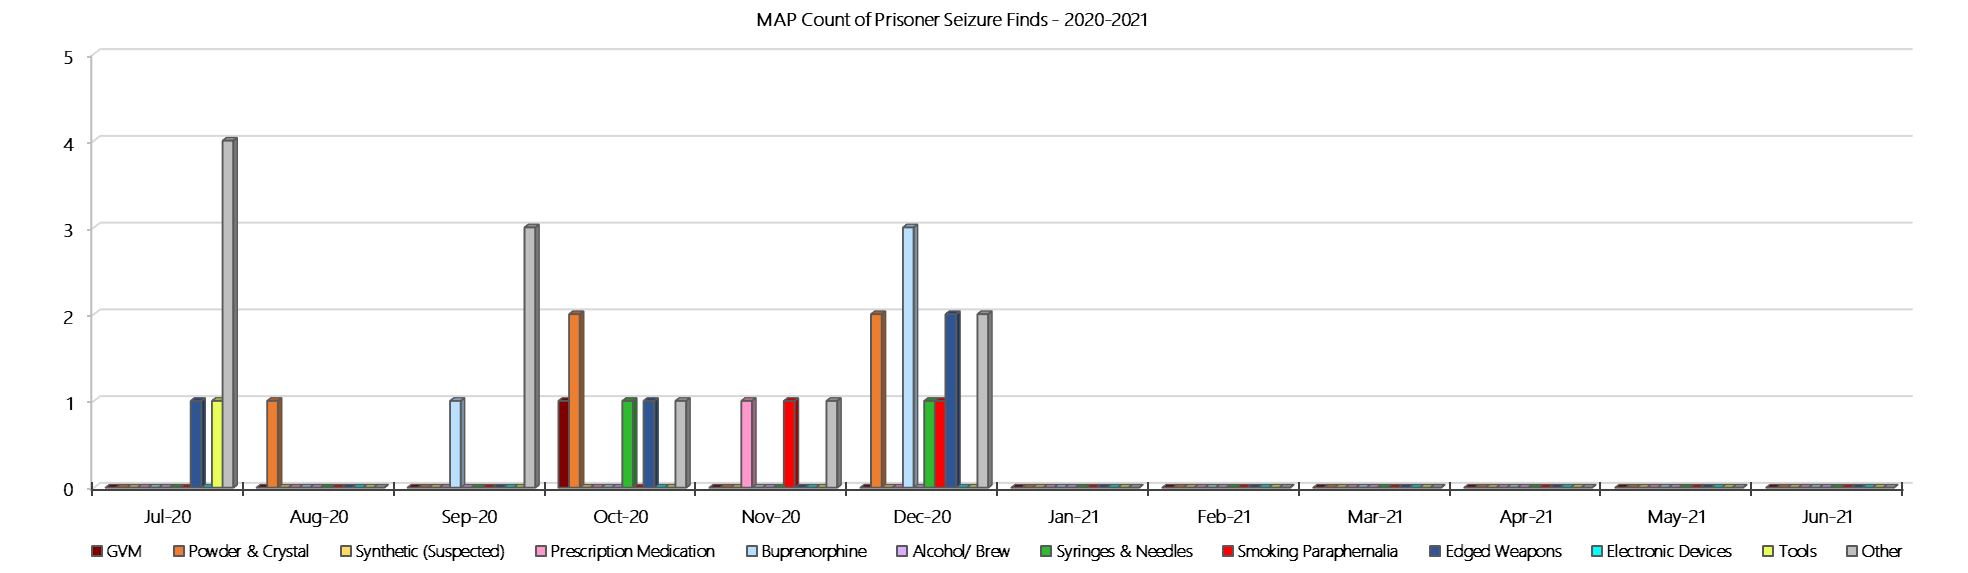 MAP Count of Prisoner Seizure Finds - 2020-2021
5
4
3
2
1
0
Jul-20 Aug-20 Sep-20 Oct-20 Nov-20 Dec-20 Jan-21 Feb-21 Mar-21 Apr-21 May-21 Jun-21
GVM Powder & Crystal Synthetic (Suspected) Prescription Medication Buprenorphine Alcohol/ Brew Syringes & Needles Smoking Paraphernalia Edged Weapons Electronic Devices Tools Other